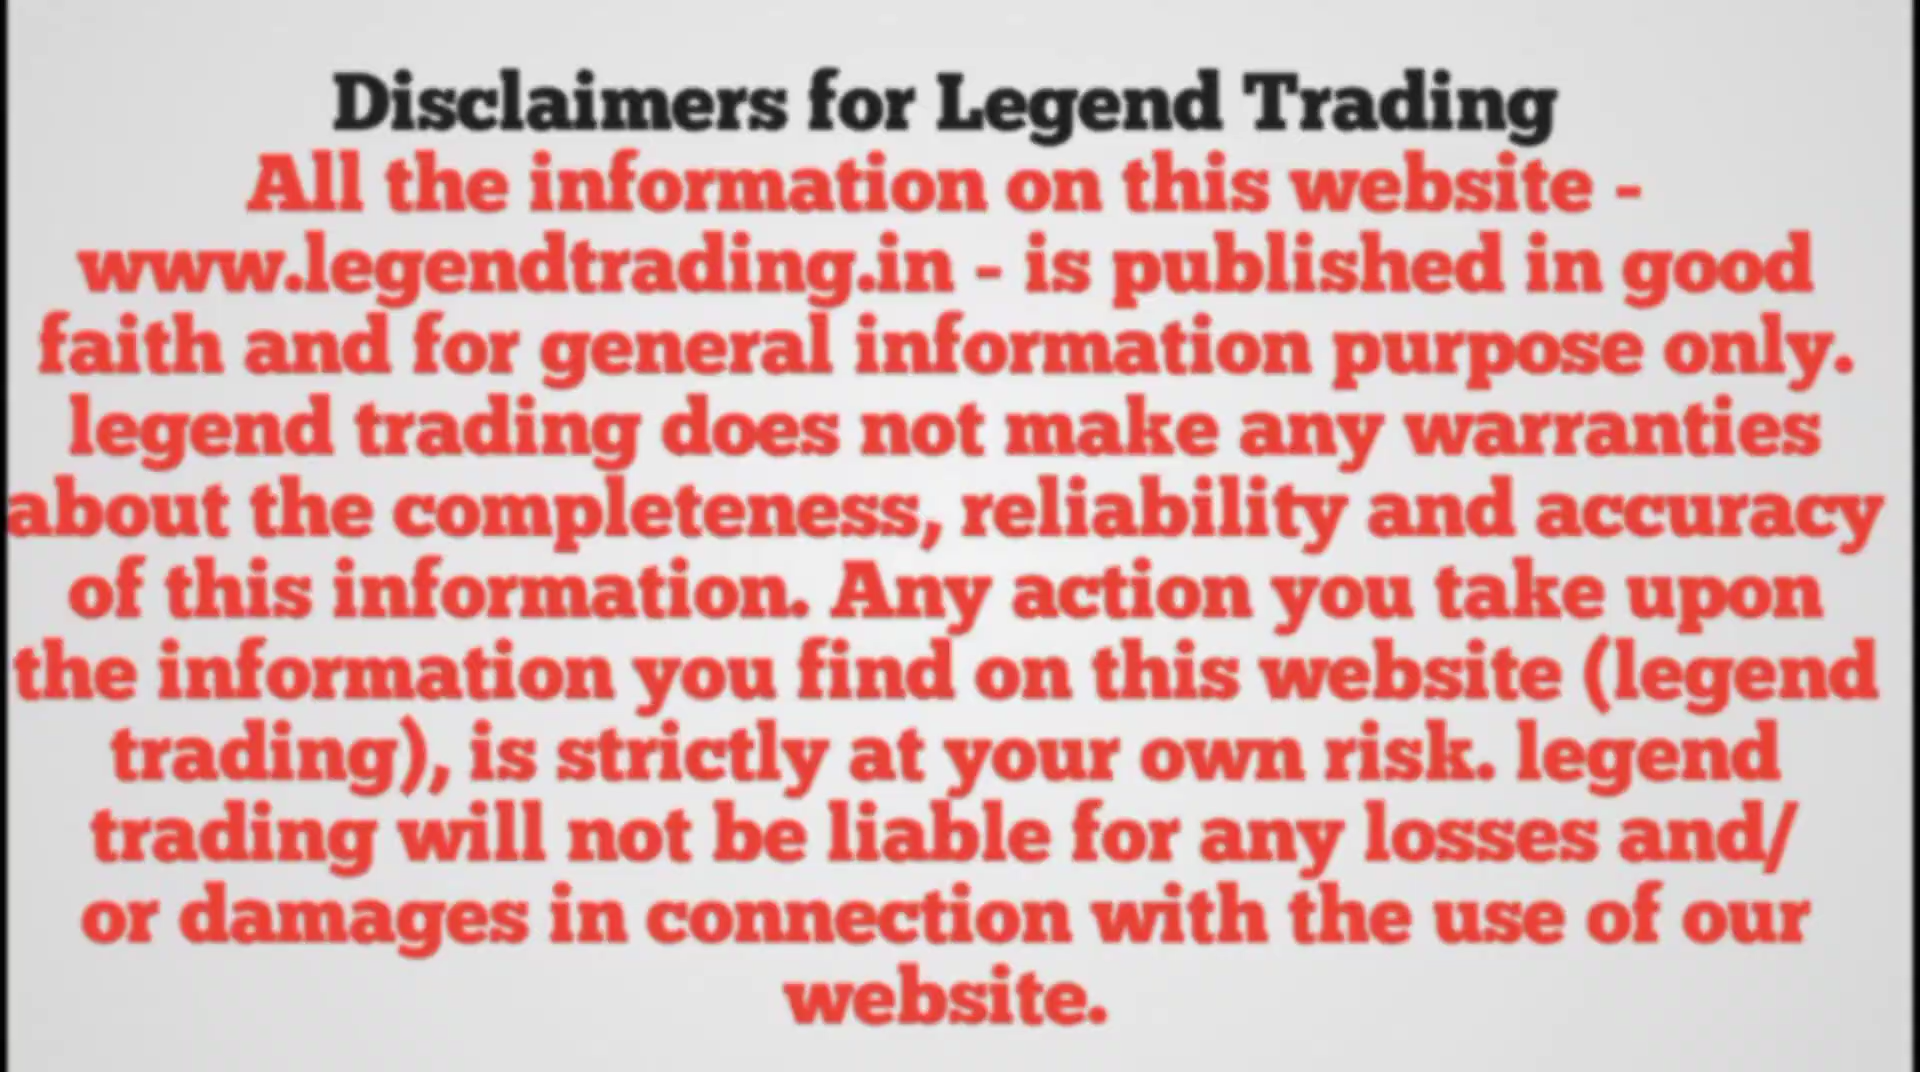 Disclaimers for Legend Trading
All the information on this website -
www.legendtrading.in - is published in good
faith and for general information purpose only.
legend trading does not make any warranties
about the completeness, reliability and accuracy
of this information. Any action you take upon
the information you find on this website (legend
trading), is strictly at your own risk. legend
trading will not be liable for any losses and/
or damages in connection with the use of our
website.